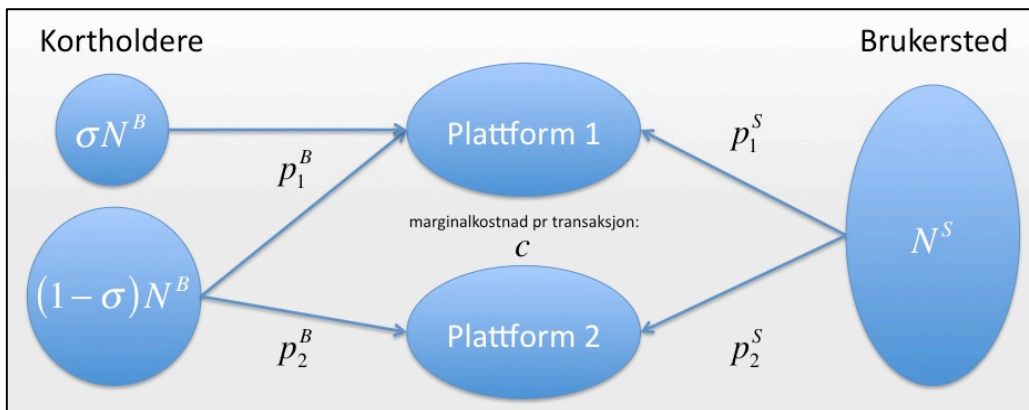 Kortholdere
Brukersted
σN^B
Plattform 1
p_1^S
p_1^B
marginalkostnad pr transaksjon:
c
N^S
(1−σ)N^B
Plattform 2
p_2^B
p_2^S